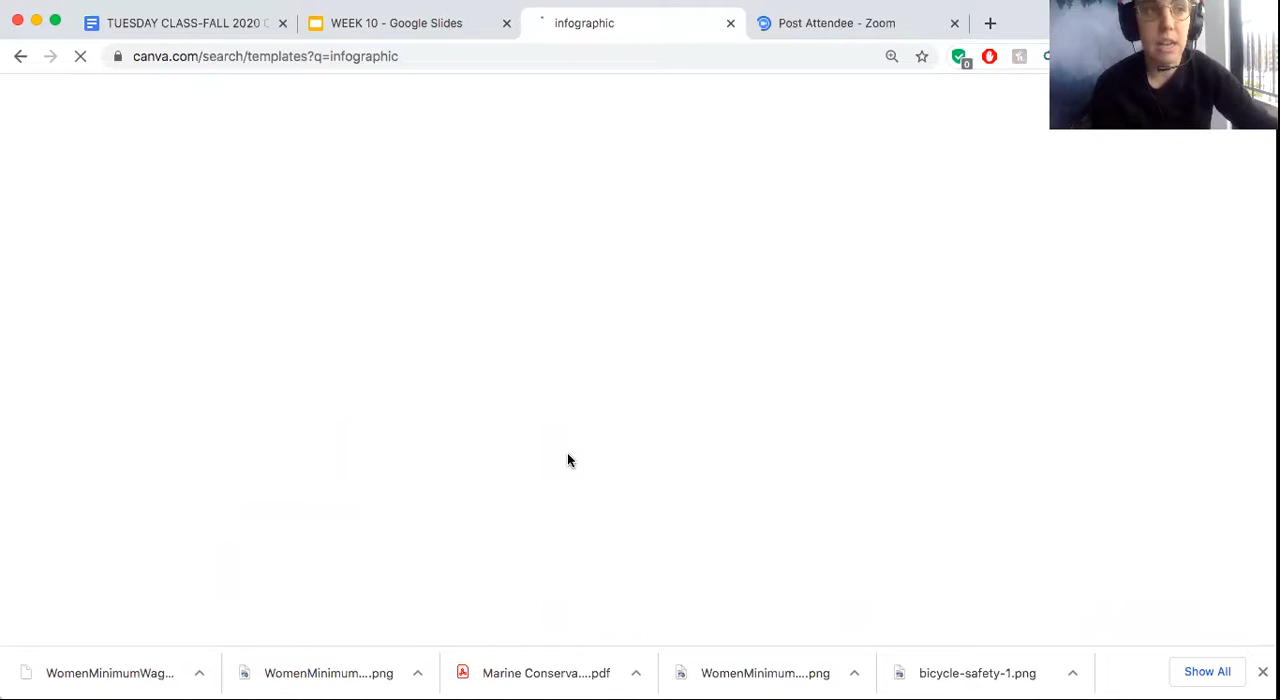 TUESDAY CLASS-FALL 2020
WEEK 10 - Google Slides
infographic
Post Attendee - Zoom
canva.com/search/templates?q=infographic
0
WomenMinimumWag...
WomenMinimum....png
Marine Conserva....pdf
WomenMinimum....png
bicycle-safety-1.png
Show All